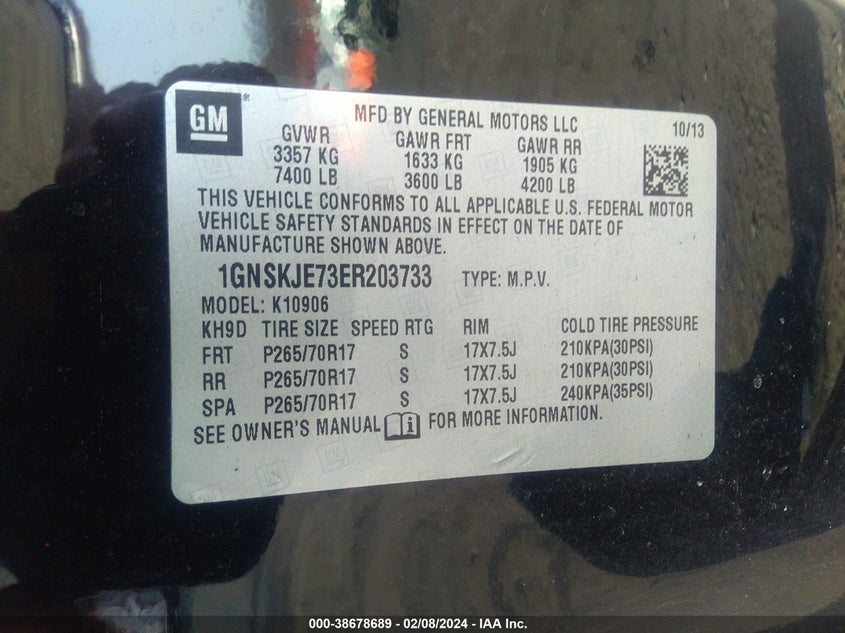 GM ®
MFD BY GENERAL MOTORS LLC 10/13
GVWR GAWR FRT GAWR RR
3357 KG 1633 KG 1905 KG
7400 LB 3600 LB 4200 LB
THIS VEHICLE CONFORMS TO ALL APPLICABLE U.S. FEDERAL MOTOR
VEHICLE SAFETY STANDARDS IN EFFECT ON THE DATE OF
MANUFACTURE SHOWN ABOVE.
1GNSKJE73ER203733 TYPE: M.P.V.
MODEL: K10906
KH9D TIRE SIZE SPEED RTG RIM COLD TIRE PRESSURE
FRT P265/70R17 S 17X7.5J 210KPA(30PSI)
RR P265/70R17 S 17X7.5J 210KPA(30PSI)
SPA P265/70R17 S 17X7.5J 240KPA(35PSI)
SEE OWNER'S MANUAL i FOR MORE INFORMATION.
000-38678689 - 02/08/2024 - IAA Inc.